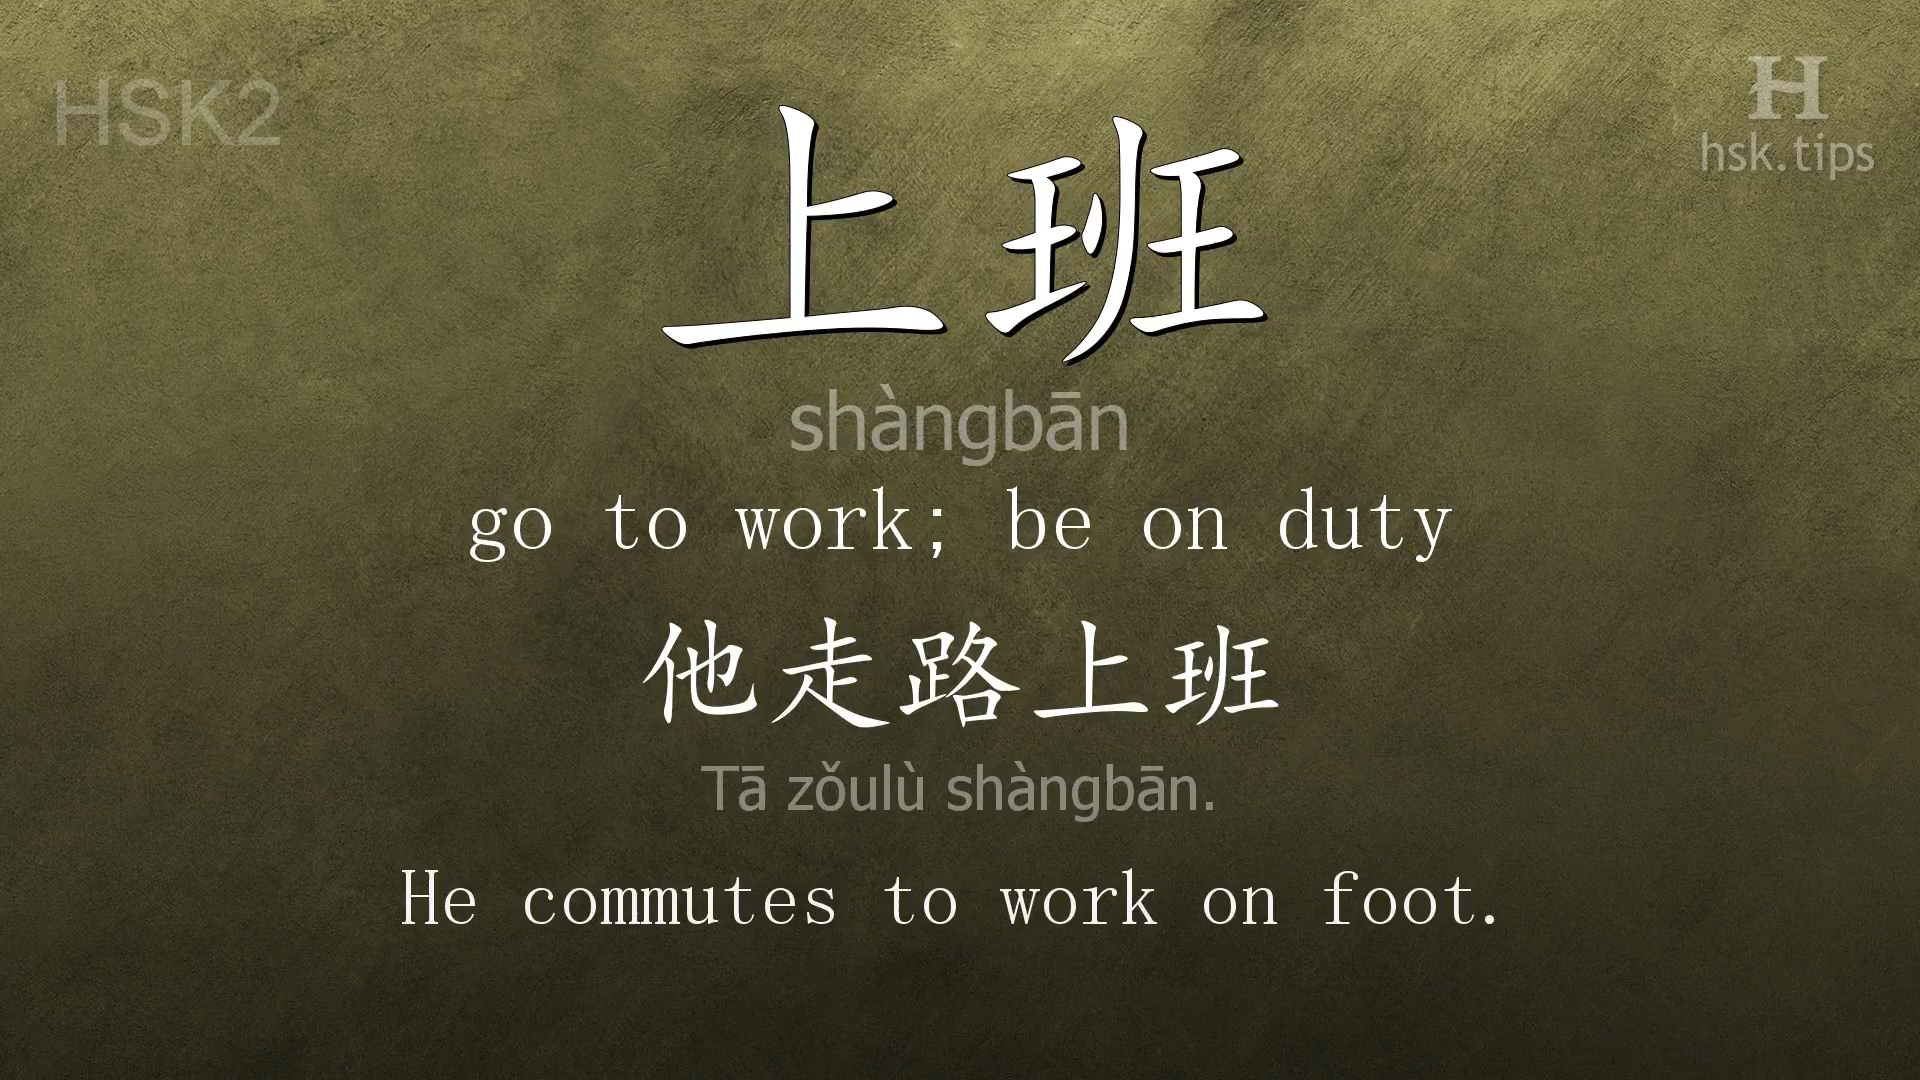 HSK2
H
hsk.tips
上班
shàngbān
go to work; be on duty
他走路上班
Tā zǒulù shàngbān.
He commutes to work on foot.